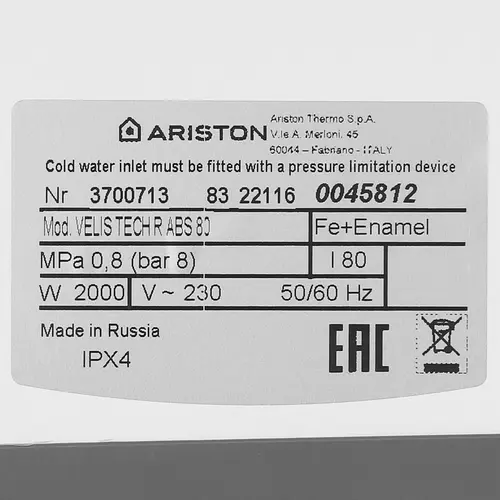 ARISTON
Ariston Thermo S.p.A.
V.le A. Merloni, 45
60044 – Fabriano - ITALY
Cold water inlet must be fitted with a pressure limitation device
Nr 3700713 83 22116 0045812
Mod. VELIS TECH R ABS 80 Fe+Enamel
MPa 0,8 (bar 8) l 80
W 2000 V ~ 230 50/60 Hz
Made in Russia
IPX4
EAC